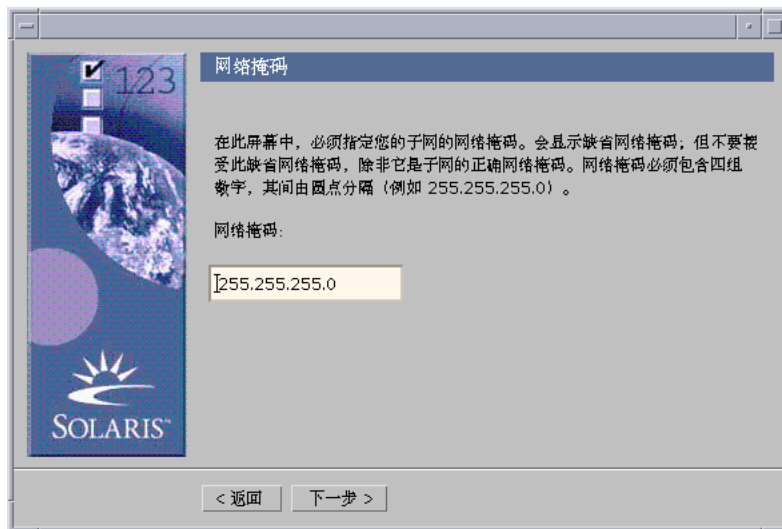 123
网络掩码
在此屏幕中，必须指定您的子网的网络掩码。会显示缺省网络掩码；但不要接
受此缺省网络掩码，除非它是子网的正确网络掩码。网络掩码必须包含四组
数字，其间由圆点分隔（例如 255.255.255.0）。
网络掩码：
255.255.255.0
SOLARIS™
< 返回
下一步 >